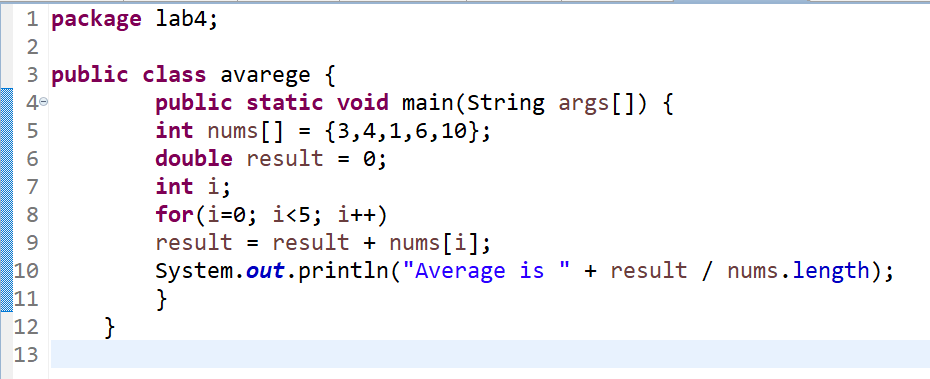 1 package lab4;
2
3 public class avarege {
4 public static void main(String args[]) {
5 int nums[] = {3,4,1,6,10};
6 double result = 0;
7 int i;
8 for(i=0; i<5; i++)
9 result = result + nums[i];
10 System.out.println("Average is " + result / nums.length);
11 }
12 }
13